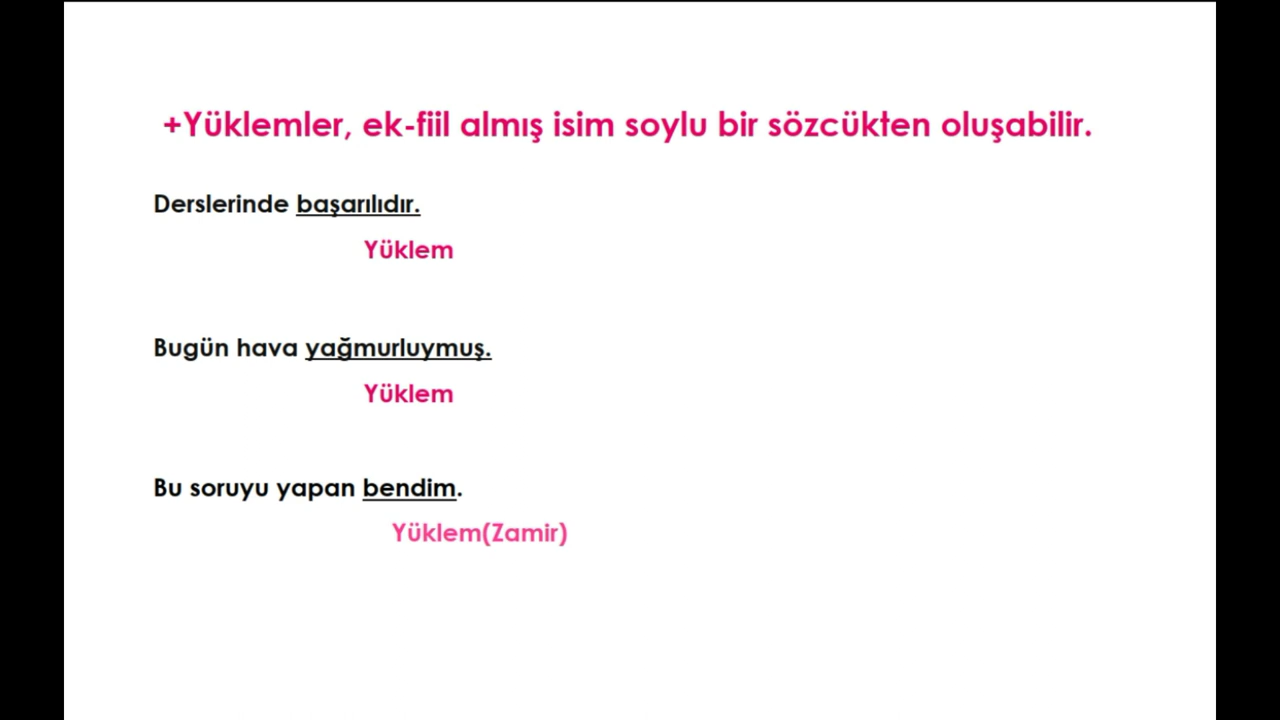 +Yüklemler, ek-fiil almış isim soylu bir sözcükten oluşabilir.
Derslerinde başarılıdır.
Yüklem
Bugün hava yağmurluymuş.
Yüklem
Bu soruyu yapan bendim.
Yüklem(Zamir)